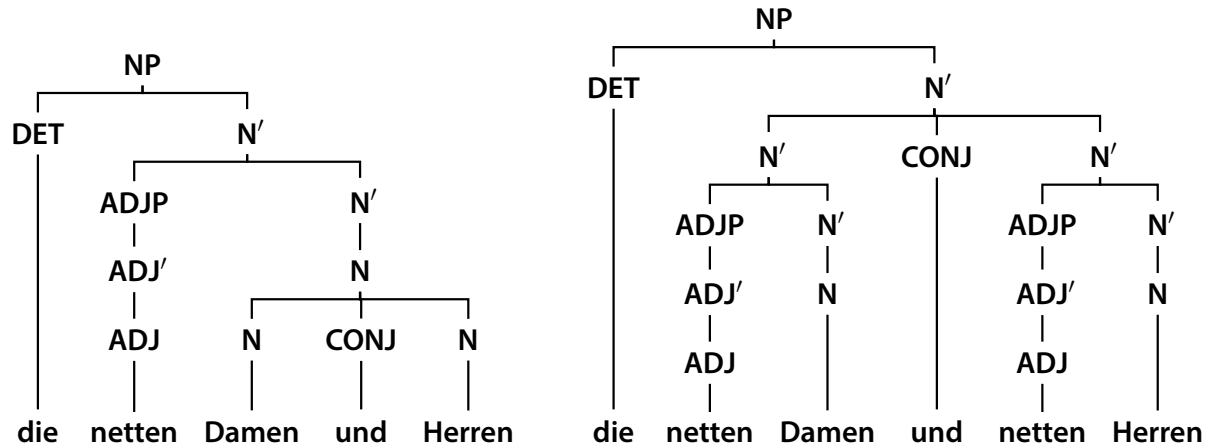 NP
DET N′
ADJP N′
ADJ′ N
ADJ N CONJ N
die netten Damen und Herren
NP
DET N′
N′ CONJ N′
ADJP N′ ADJP N′
ADJ′ N ADJ′ N
ADJ ADJ
die netten Damen und netten Herren